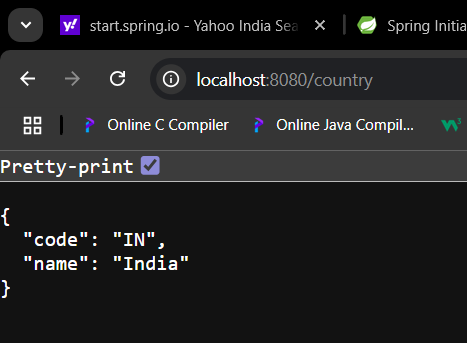 start.spring.io - Yahoo India Sea
Spring Initia
localhost:8080/country
Online C Compiler
Online Java Compil...
Pretty-print
{
"code": "IN",
"name": "India"
}